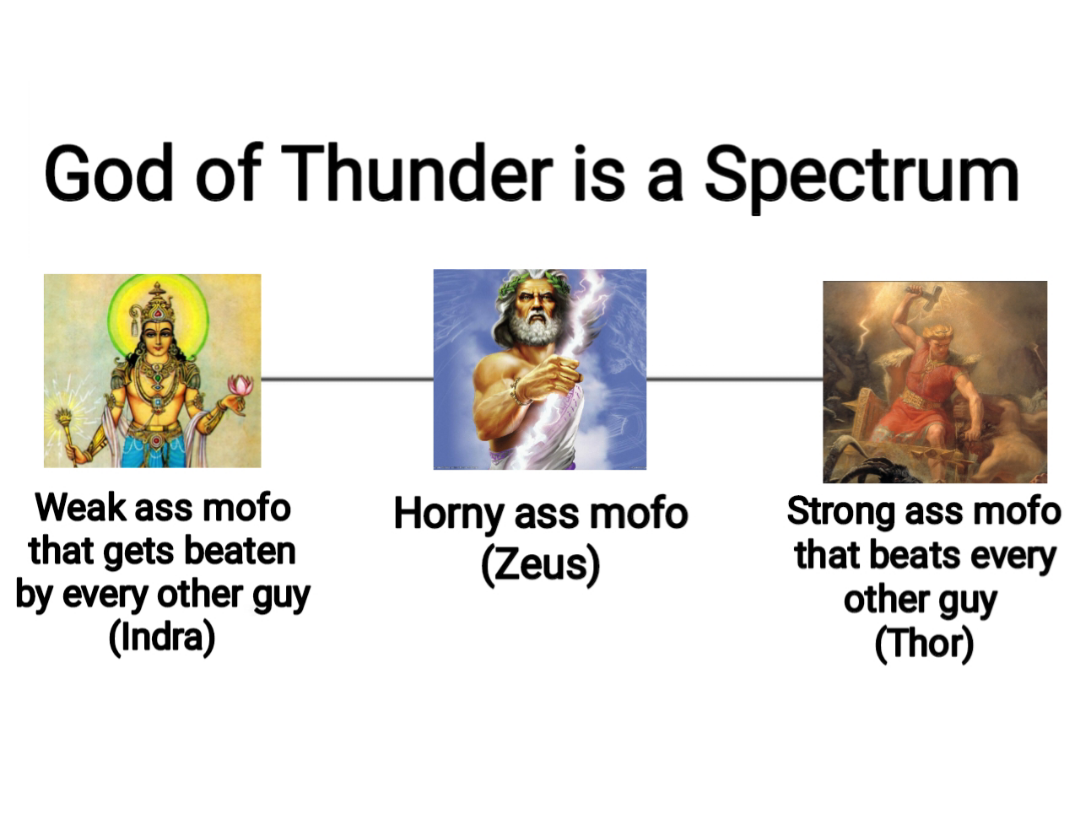 God of Thunder is a Spectrum
Weak ass mofo
that gets beaten
by every other guy
(Indra)
Horny ass mofo
(Zeus)
Strong ass mofo
that beats every
other guy
(Thor)